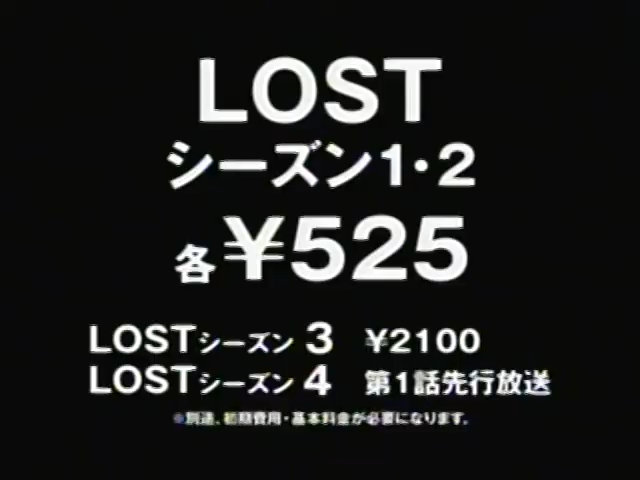 LOST
シーズン1・2
各¥525
LOSTシーズン 3 ¥2100
LOSTシーズン 4 第1話先行放送
※別途、初期費用・基本料金が必要になります。